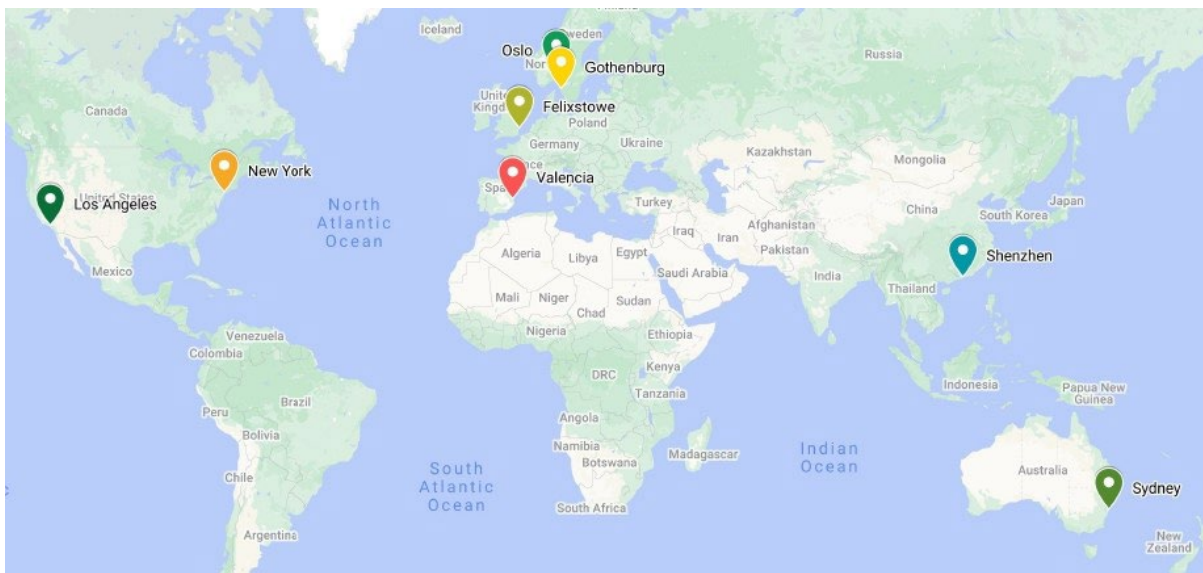 Iceland
Sweden
Oslo
Gothenburg
Russia
Canada
Felixstowe
Poland
Germany
Ukraine
Kazakhstan
Mongolia
New York
Valencia
United States
Los Angeles
North
Atlantic
Ocean
Turkey
Japan
China
South Korea
Afghanistan
Iraq
Iran
Pakistan
Algeria
Libya
Egypt
Shenzhen
Mexico
Saudi Arabia
India
Thailand
Mali
Niger
Sudan
Chad
Nigeria
Ethiopia
Venezuela
Colombia
Kenya
DRC
Indonesia
Papua New
Guinea
Tanzania
Brazil
Peru
Angola
Bolivia
Namibia
Botswana
Madagascar
Indian
Ocean
South
Atlantic
Ocean
Chile
Australia
Sydney
South Africa
Argentina
New
Zealand